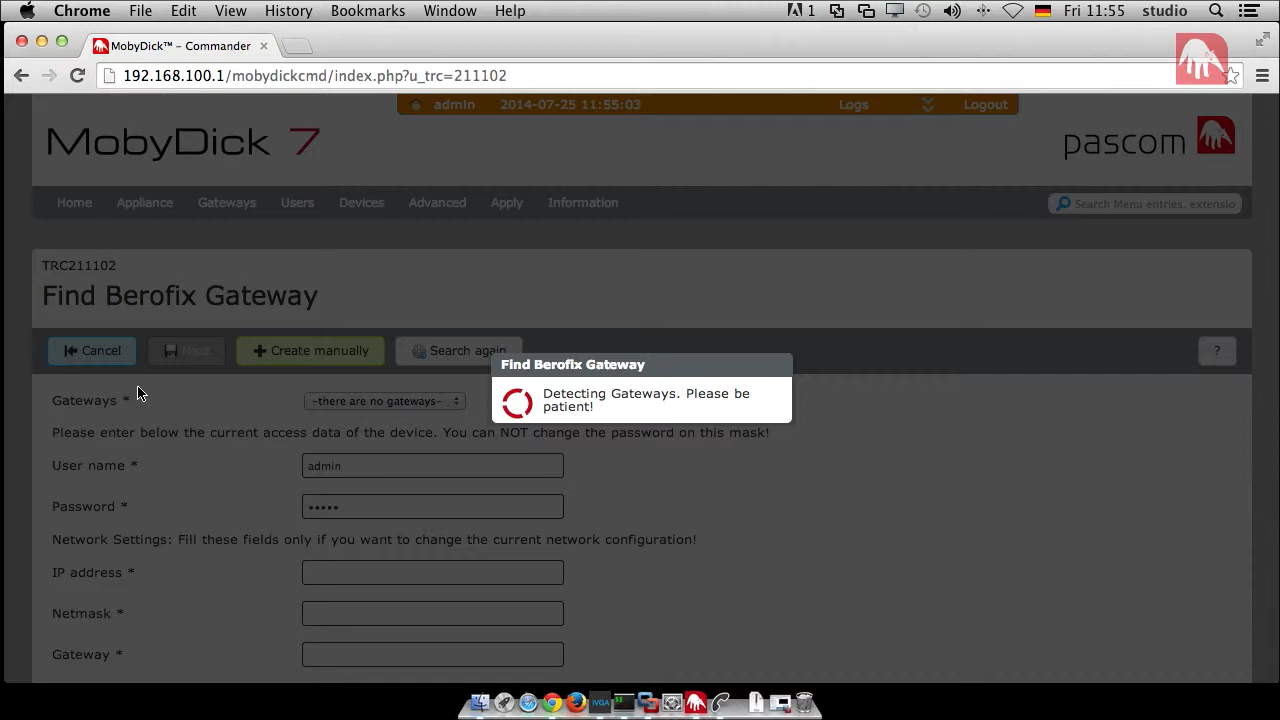 Chrome File Edit View History Bookmarks Window Help 1 Fri 11:55 studio
MobyDick™ – Commander
192.168.100.1/mobydickcmd/index.php?u_trc=211102
admin 2014-07-25 11:55:03 Logs Logout
MobyDick 7 pascom
Home Appliance Gateways Users Devices Advanced Apply Information Search Menu entries, extensio
TRC211102
Find Berofix Gateway
Cancel Next Create manually Search again ?
Find Berofix Gateway
Detecting Gateways. Please be
patient!
Gateways * -there are no gateways-
Please enter below the current access data of the device. You can NOT change the password on this mask!
User name * admin
Password * •••••
Network Settings: Fill these fields only if you want to change the current network configuration!
IP address *
Netmask *
Gateway *
IVGA